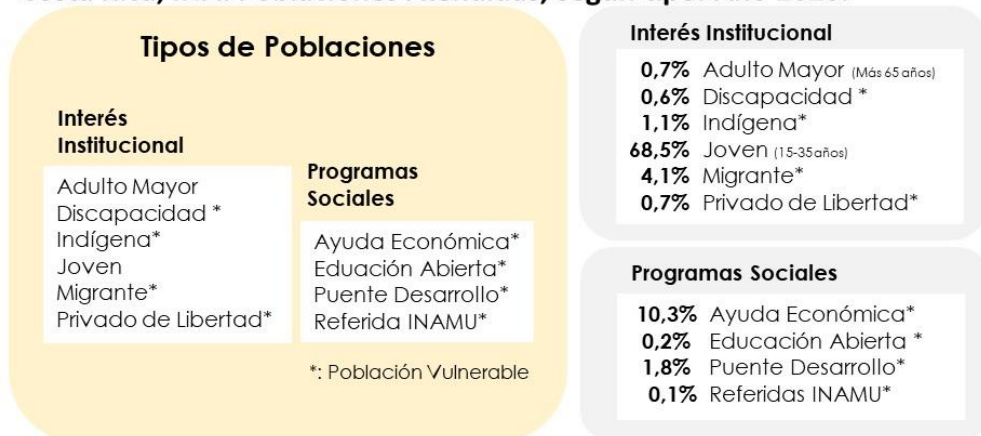 Tipos de Poblaciones
Interés
Institucional
Adulto Mayor
Discapacidad *
Indígena*
Joven
Migrante*
Privado de Libertad*
Programas
Sociales
Ayuda Económica*
Eduación Abierta*
Puente Desarrollo*
Referida INAMU*
*: Población Vulnerable
Interés Institucional
0,7% Adulto Mayor (Más 65 años)
0,6% Discapacidad *
1,1% Indígena*
68,5% Joven (15-35años)
4,1% Migrante*
0,7% Privado de Libertad*
Programas Sociales
10,3% Ayuda Económica*
0,2% Educación Abierta *
1,8% Puente Desarrollo*
0,1% Referidas INAMU*